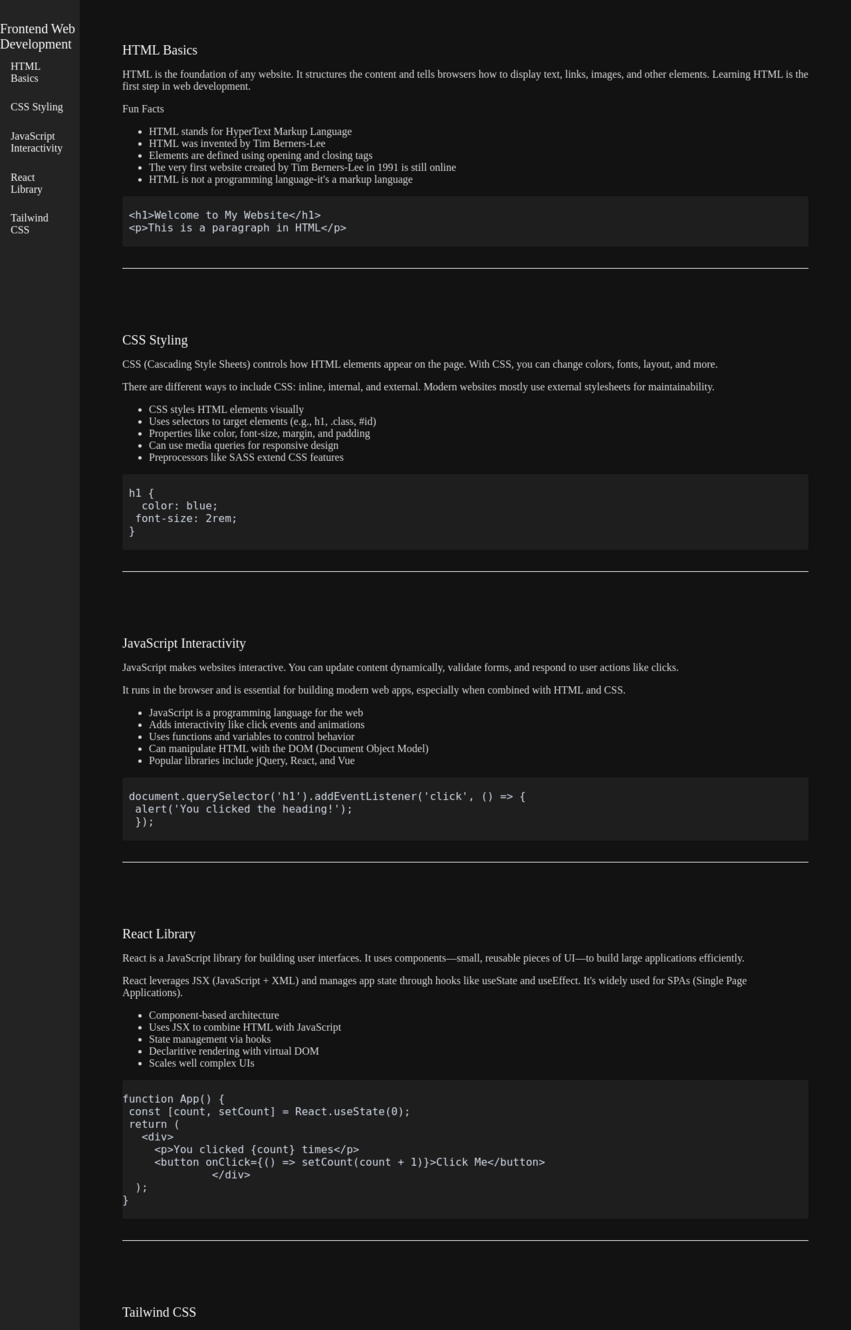 Frontend Web
Development
HTML
Basics
CSS Styling
JavaScript
Interactivity
React
Library
Tailwind
CSS
HTML Basics
HTML is the foundation of any website. It structures the content and tells browsers how to display text, links, images, and other elements. Learning HTML is the
first step in web development.
Fun Facts
• HTML stands for HyperText Markup Language
• HTML was invented by Tim Berners-Lee
• Elements are defined using opening and closing tags
• The very first website created by Tim Berners-Lee in 1991 is still online
• HTML is not a programming language-it's a markup language
<h1>Welcome to My Website</h1>
<p>This is a paragraph in HTML</p>
CSS Styling
CSS (Cascading Style Sheets) controls how HTML elements appear on the page. With CSS, you can change colors, fonts, layout, and more.
There are different ways to include CSS: inline, internal, and external. Modern websites mostly use external stylesheets for maintainability.
• CSS styles HTML elements visually
• Uses selectors to target elements (e.g., h1, .class, #id)
• Properties like color, font-size, margin, and padding
• Can use media queries for responsive design
• Preprocessors like SASS extend CSS features
h1 {
  color: blue;
 font-size: 2rem;
}
JavaScript Interactivity
JavaScript makes websites interactive. You can update content dynamically, validate forms, and respond to user actions like clicks.
It runs in the browser and is essential for building modern web apps, especially when combined with HTML and CSS.
• JavaScript is a programming language for the web
• Adds interactivity like click events and animations
• Uses functions and variables to control behavior
• Can manipulate HTML with the DOM (Document Object Model)
• Popular libraries include jQuery, React, and Vue
document.querySelector('h1').addEventListener('click', () => {
 alert('You clicked the heading!');
 });
React Library
React is a JavaScript library for building user interfaces. It uses components—small, reusable pieces of UI—to build large applications efficiently.
React leverages JSX (JavaScript + XML) and manages app state through hooks like useState and useEffect. It's widely used for SPAs (Single Page
Applications).
• Component-based architecture
• Uses JSX to combine HTML with JavaScript
• State management via hooks
• Declaritive rendering with virtual DOM
• Scales well complex UIs
function App() {
 const [count, setCount] = React.useState(0);
 return (
   <div>
     <p>You clicked {count} times</p>
     <button onClick={() => setCount(count + 1)}>Click Me</button>
              </div>
  );
}
Tailwind CSS